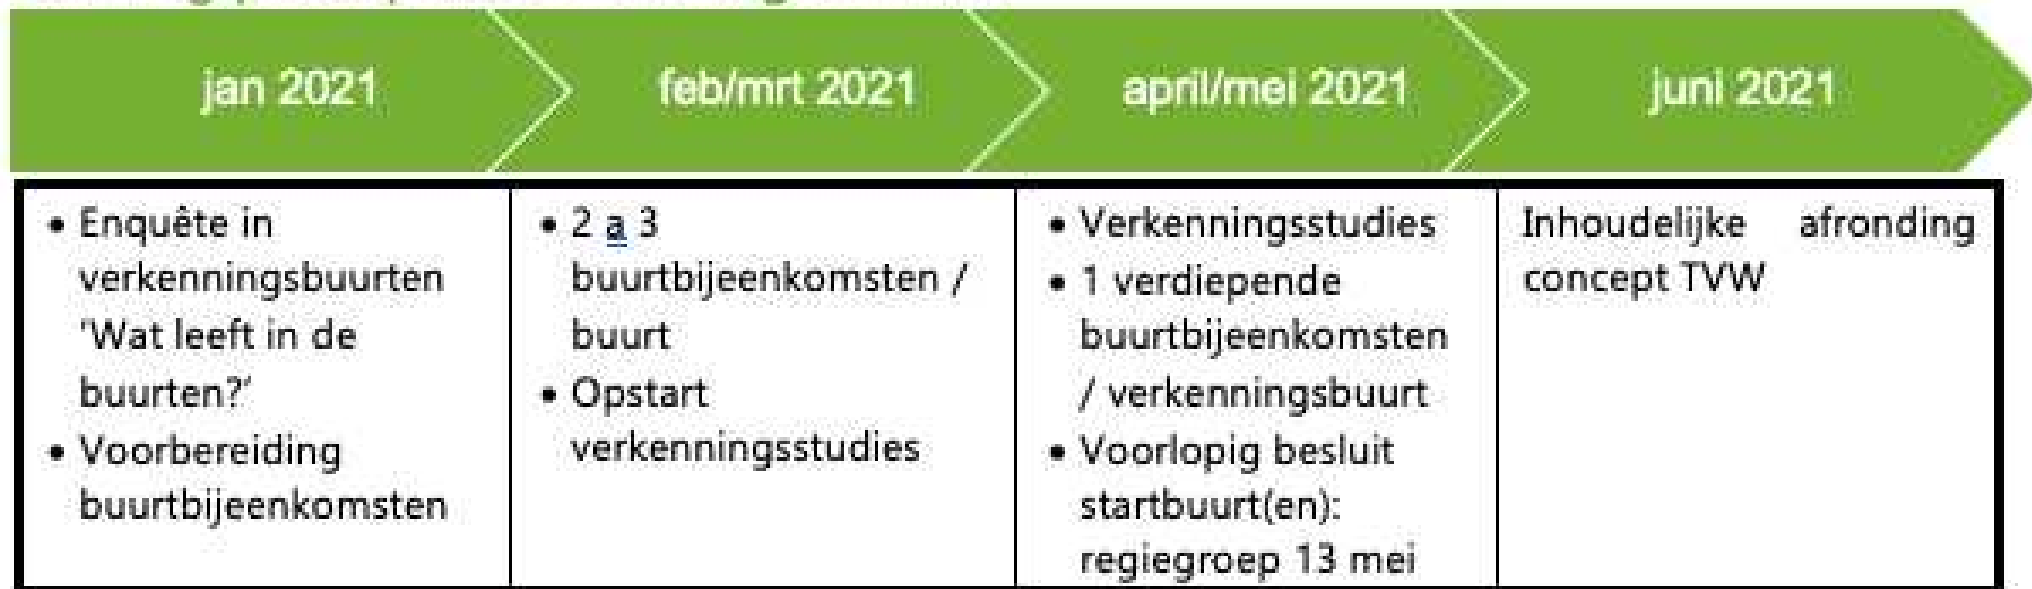 jan 2021
feb/mrt 2021
april/mei 2021
juni 2021
• Enquête in
verkenningsbuurten
'Wat leeft in de
buurten?'
• Voorbereiding
buurtbijeenkomsten
• 2 a 3
buurtbijeenkomsten /
buurt
• Opstart
verkenningsstudies
• Verkenningsstudies
• 1 verdiepende
buurtbijeenkomsten
/ verkenningsbuurt
• Voorlopig besluit
startbuurt(en):
regiegroep 13 mei
Inhoudelijke afronding
concept TVW